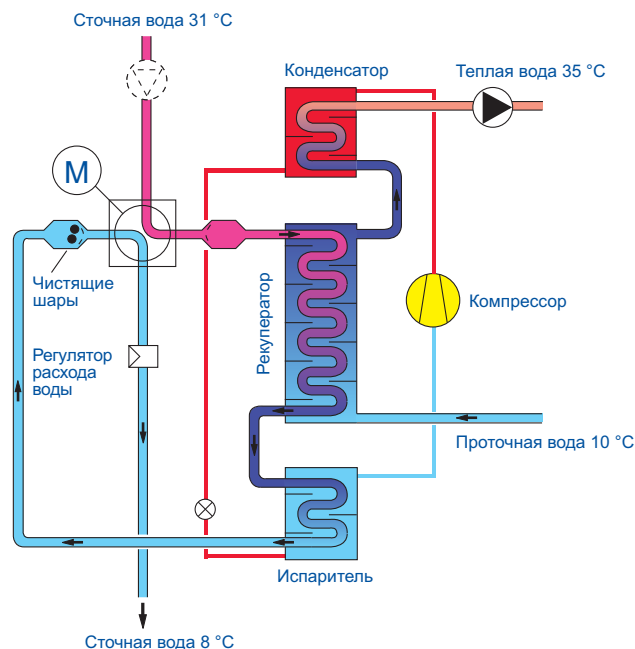 Сточная вода 31 °C
Конденсатор
Теплая вода 35 °C
M
Чистящие
шары
Рекуператор
Компрессор
Регулятор
расхода
воды
Проточная вода 10 °C
Испаритель
Сточная вода 8 °C